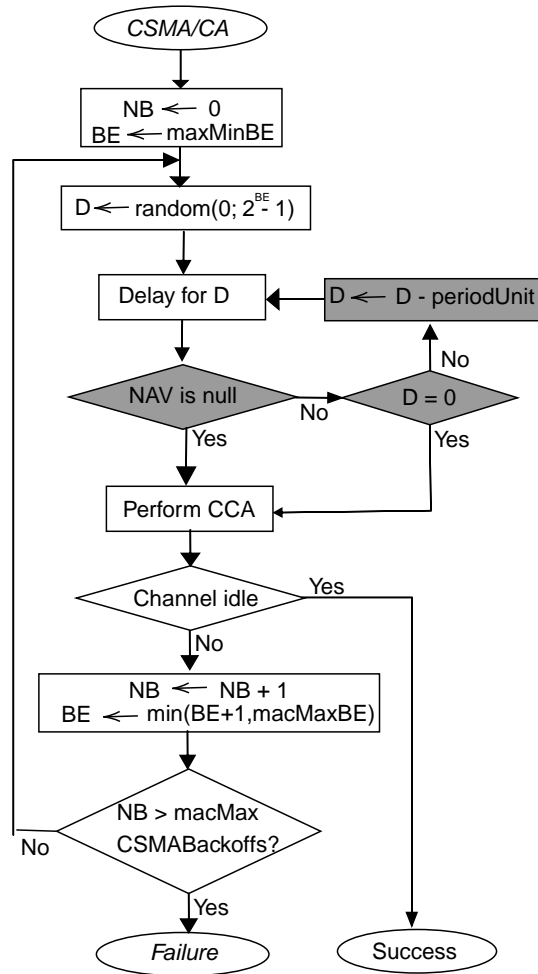 CSMA/CA
NB ← 0
BE ← maxMinBE
D ← random(0; 2^BE - 1)
Delay for D
D ← D - periodUnit
No
NAV is null
No
D = 0
Yes
Yes
Perform CCA
Channel idle
Yes
No
NB ← NB + 1
BE ← min(BE+1,macMaxBE)
NB > macMax
CSMABackoffs?
No
Yes
Failure
Success